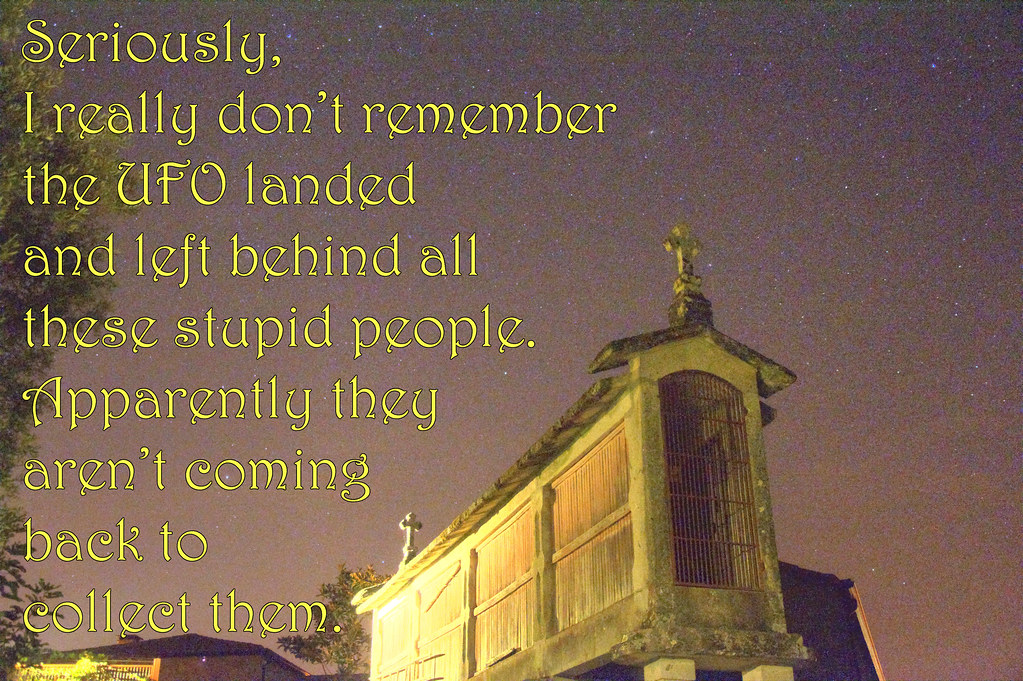 Seriously,
I really don't remember
the UFO landed
and left behind all
these stupid people.
Apparently they
aren't coming
back to
collect them.